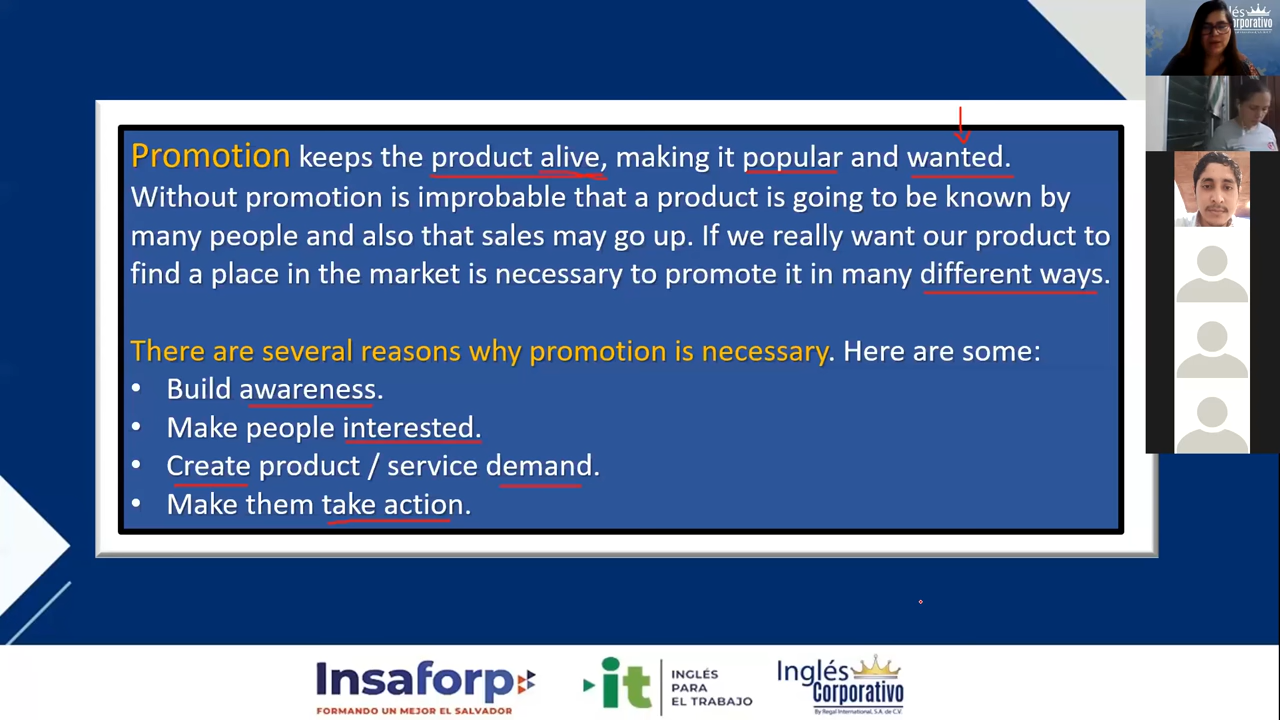 Promotion keeps the product alive, making it popular and wanted.
Without promotion is improbable that a product is going to be known by
many people and also that sales may go up. If we really want our product to
find a place in the market is necessary to promote it in many different ways.
There are several reasons why promotion is necessary. Here are some:
• Build awareness.
• Make people interested.
• Create product / service demand.
• Make them take action.
Insaforp
FORMANDO UN MEJOR EL SALVADOR
it
INGLÉS
PARA
EL TRABAJO
Inglés
Corporativo
By Regal International, S.A. de C.V.
lés
orporativo